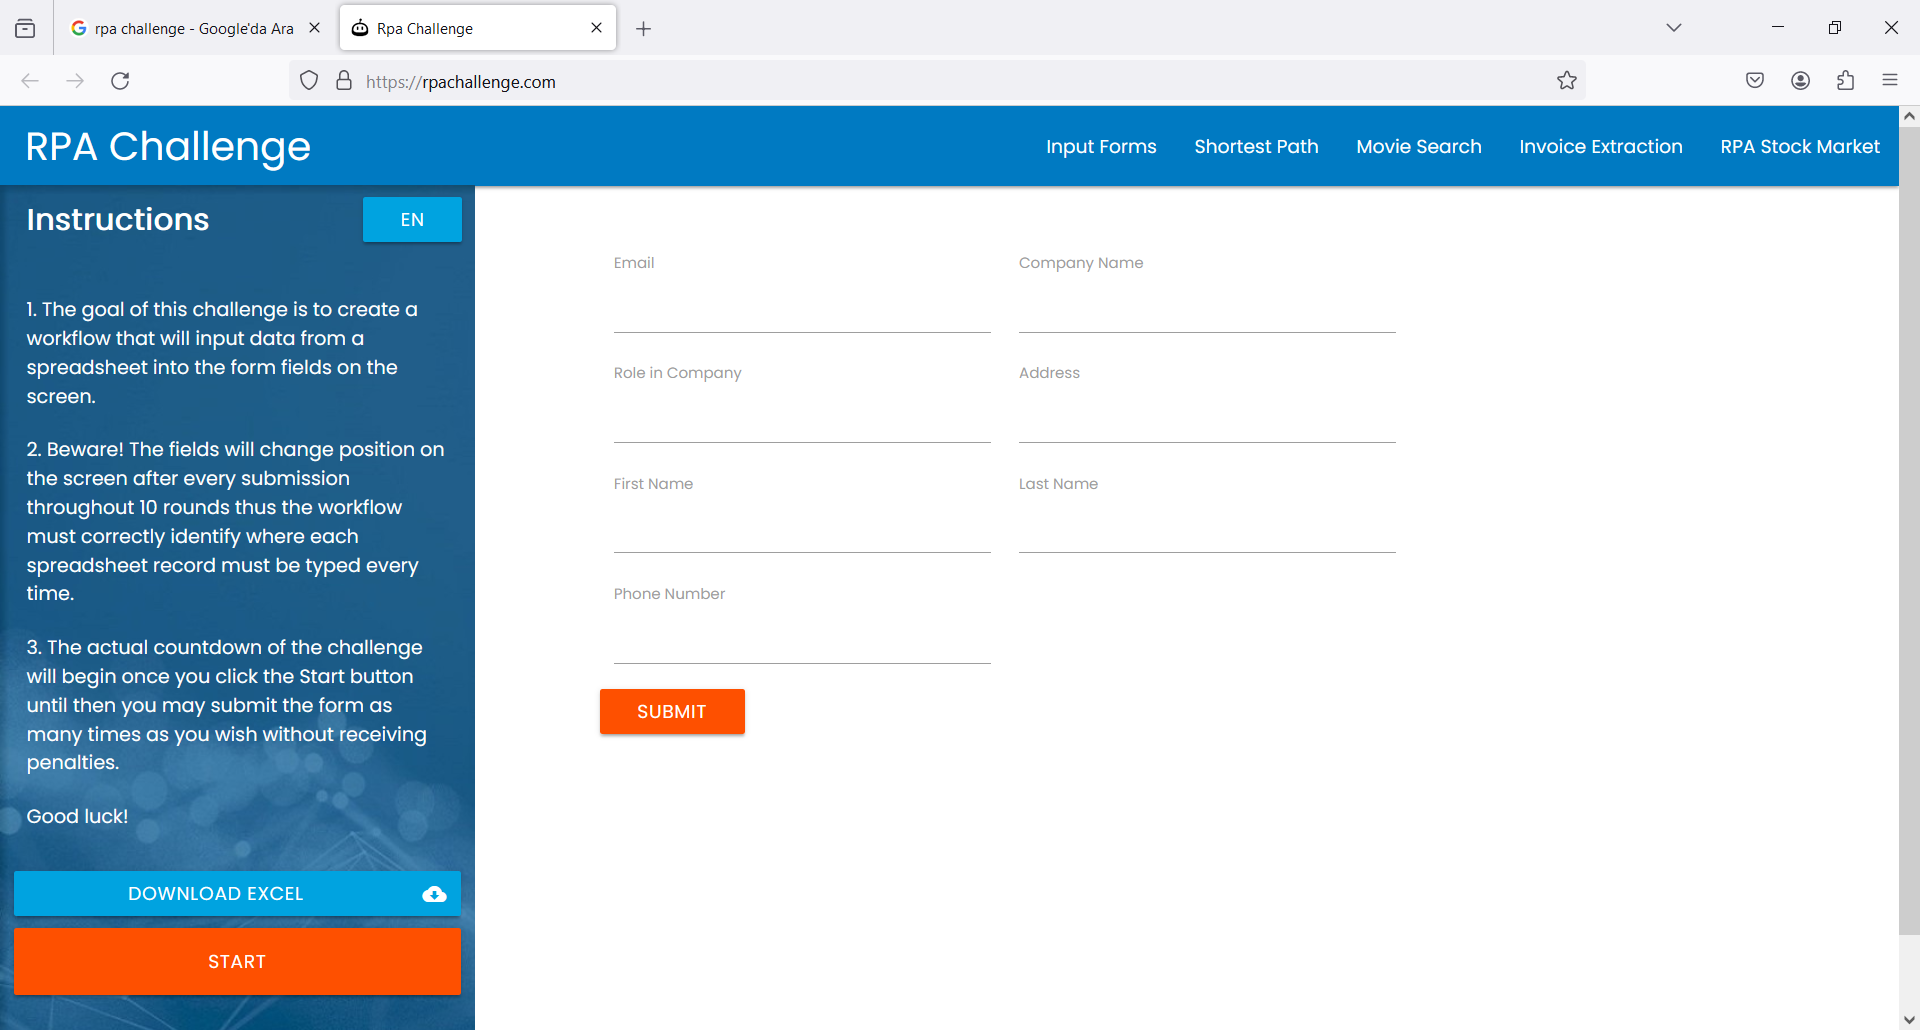 rpa challenge - Google'da Ara
Rpa Challenge
https://rpachallenge.com
RPA Challenge
Input Forms
Shortest Path
Movie Search
Invoice Extraction
RPA Stock Market
Instructions
EN
1. The goal of this challenge is to create a
workflow that will input data from a
spreadsheet into the form fields on the
screen.
2. Beware! The fields will change position on
the screen after every submission
throughout 10 rounds thus the workflow
must correctly identify where each
spreadsheet record must be typed every
time.
3. The actual countdown of the challenge
will begin once you click the Start button
until then you may submit the form as
many times as you wish without receiving
penalties.
Good luck!
DOWNLOAD EXCEL
START
Email
Company Name
Role in Company
Address
First Name
Last Name
Phone Number
SUBMIT